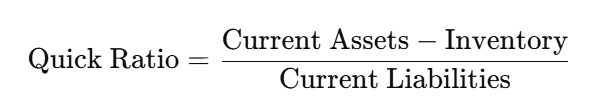 Quick Ratio = Current Assets − Inventory
Current Liabilities